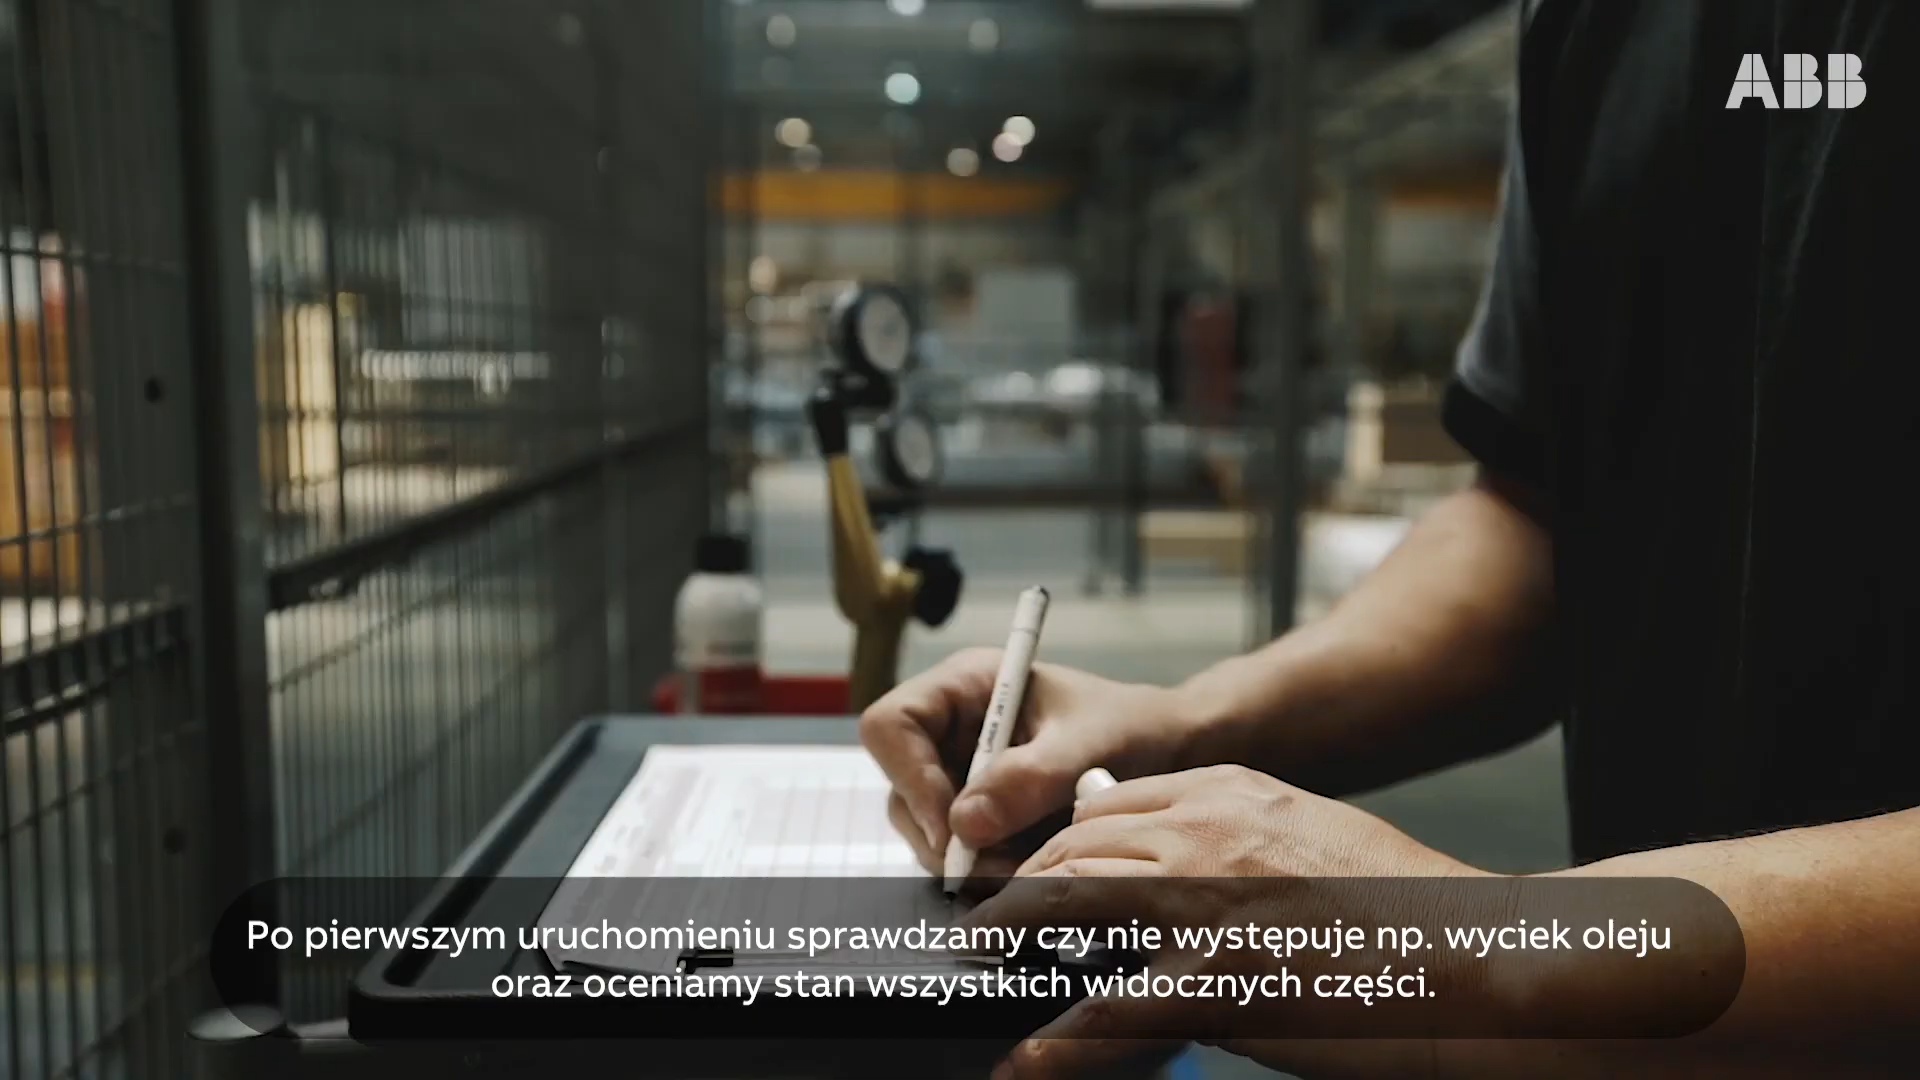 ABB
Po pierwszym uruchomieniu sprawdzamy czy nie występuje np. wyciek oleju
oraz oceniamy stan wszystkich widocznych części.